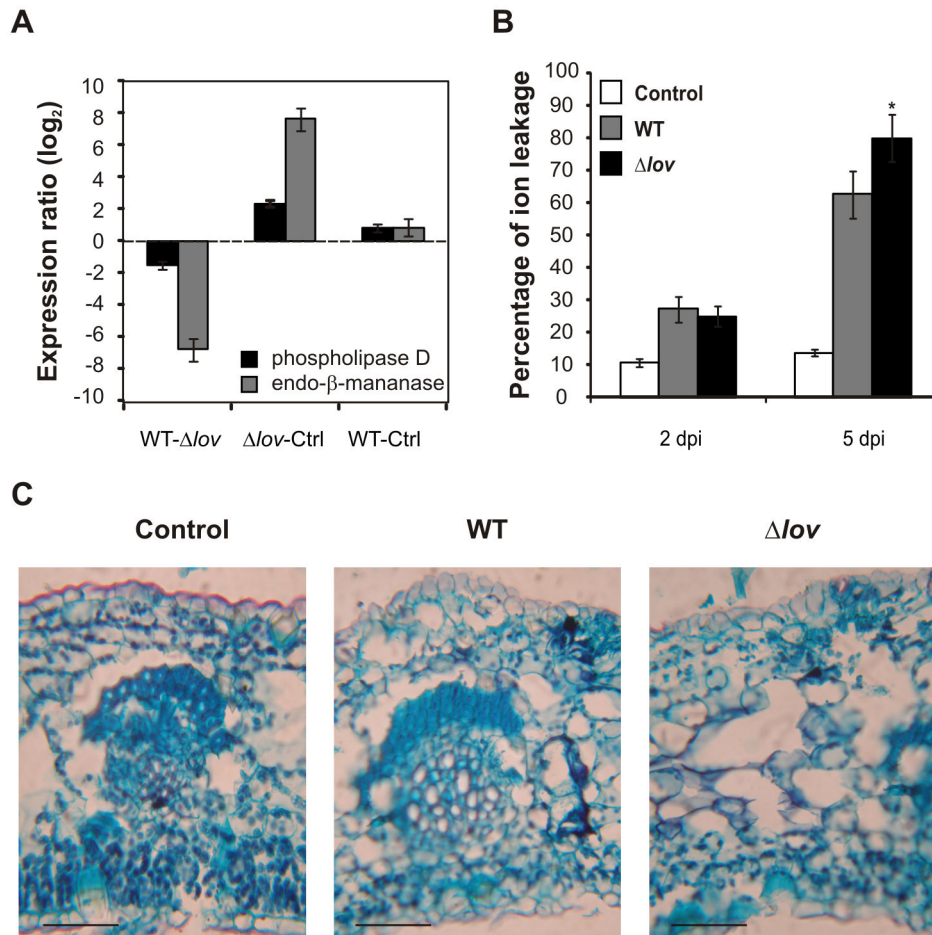 A
Expression ratio (log₂)
10
8
6
4
2
0
-2
-4
-6
-8
-10
phospholipase D
endo-β-mananase
WT-Δlov
Δlov-Ctrl
WT-Ctrl
B
Percentage of ion leakage
100
90
80
70
60
50
40
30
20
10
0
Control
WT
Δlov
*
2 dpi
5 dpi
C
Control
WT
Δlov